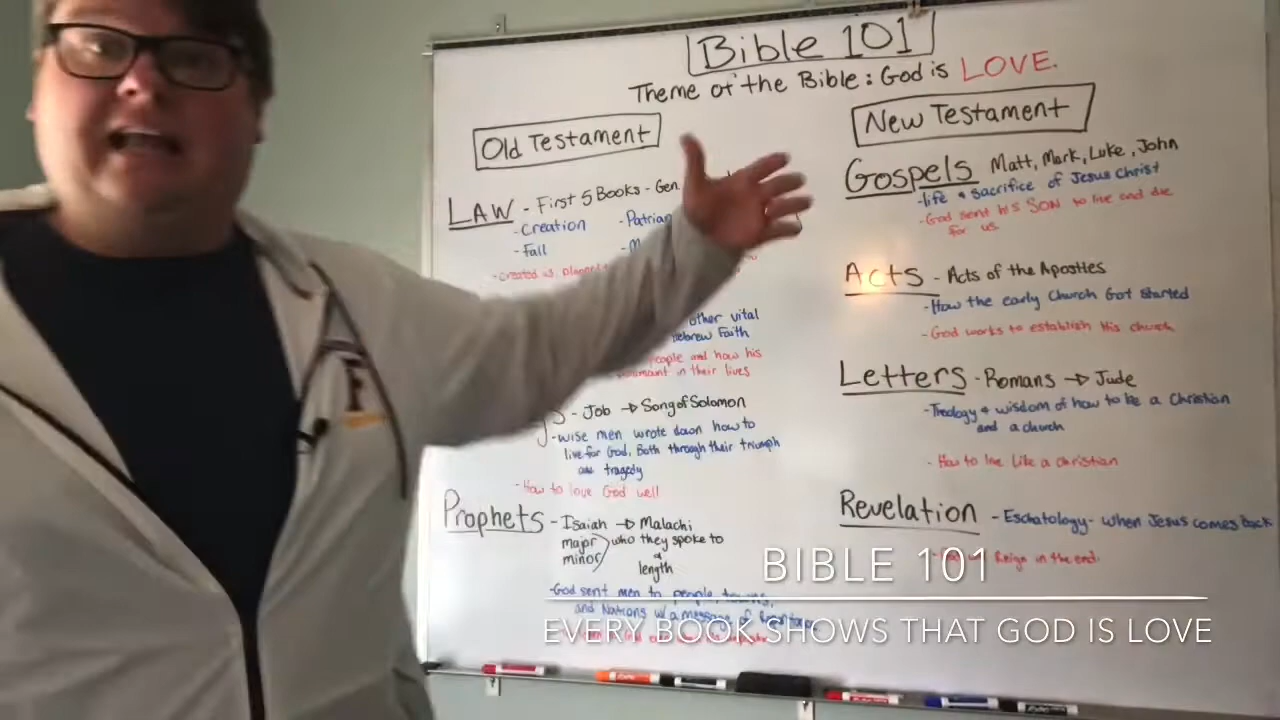 Bible 101
Theme of the Bible: God is LOVE.
Old Testament
LAW - First 5 Books - Gen.
- Creation - Patriar
- Fall
- created us
other vital
Hebrew Faith
people and how his
in their lives
- Job → Song of Solomon
- wise men wrote down how to
live for God, Both through their triumph
and tragedy
- How to love God well
Prophets - Isaiah → Malachi
major who they spoke to
minor & length
- God sent men to people, towns,
and Nations w/ a message of
New Testament
Gospels Matt, Mark, Luke, John
- life & Sacrifice of Jesus Christ
- God sent his SON to live and die
for us
Acts - Acts of the Apostles
- How the early Church Got started
- God works to establish His church
Letters - Romans → Jude
- Theology & wisdom of how to be a Christian
and a church
- How to live Like a christian
Revelation - Eschatology - when Jesus comes Back
Reign in the end.
F
BIBLE 101
EVERY BOOK SHOWS THAT GOD IS LOVE